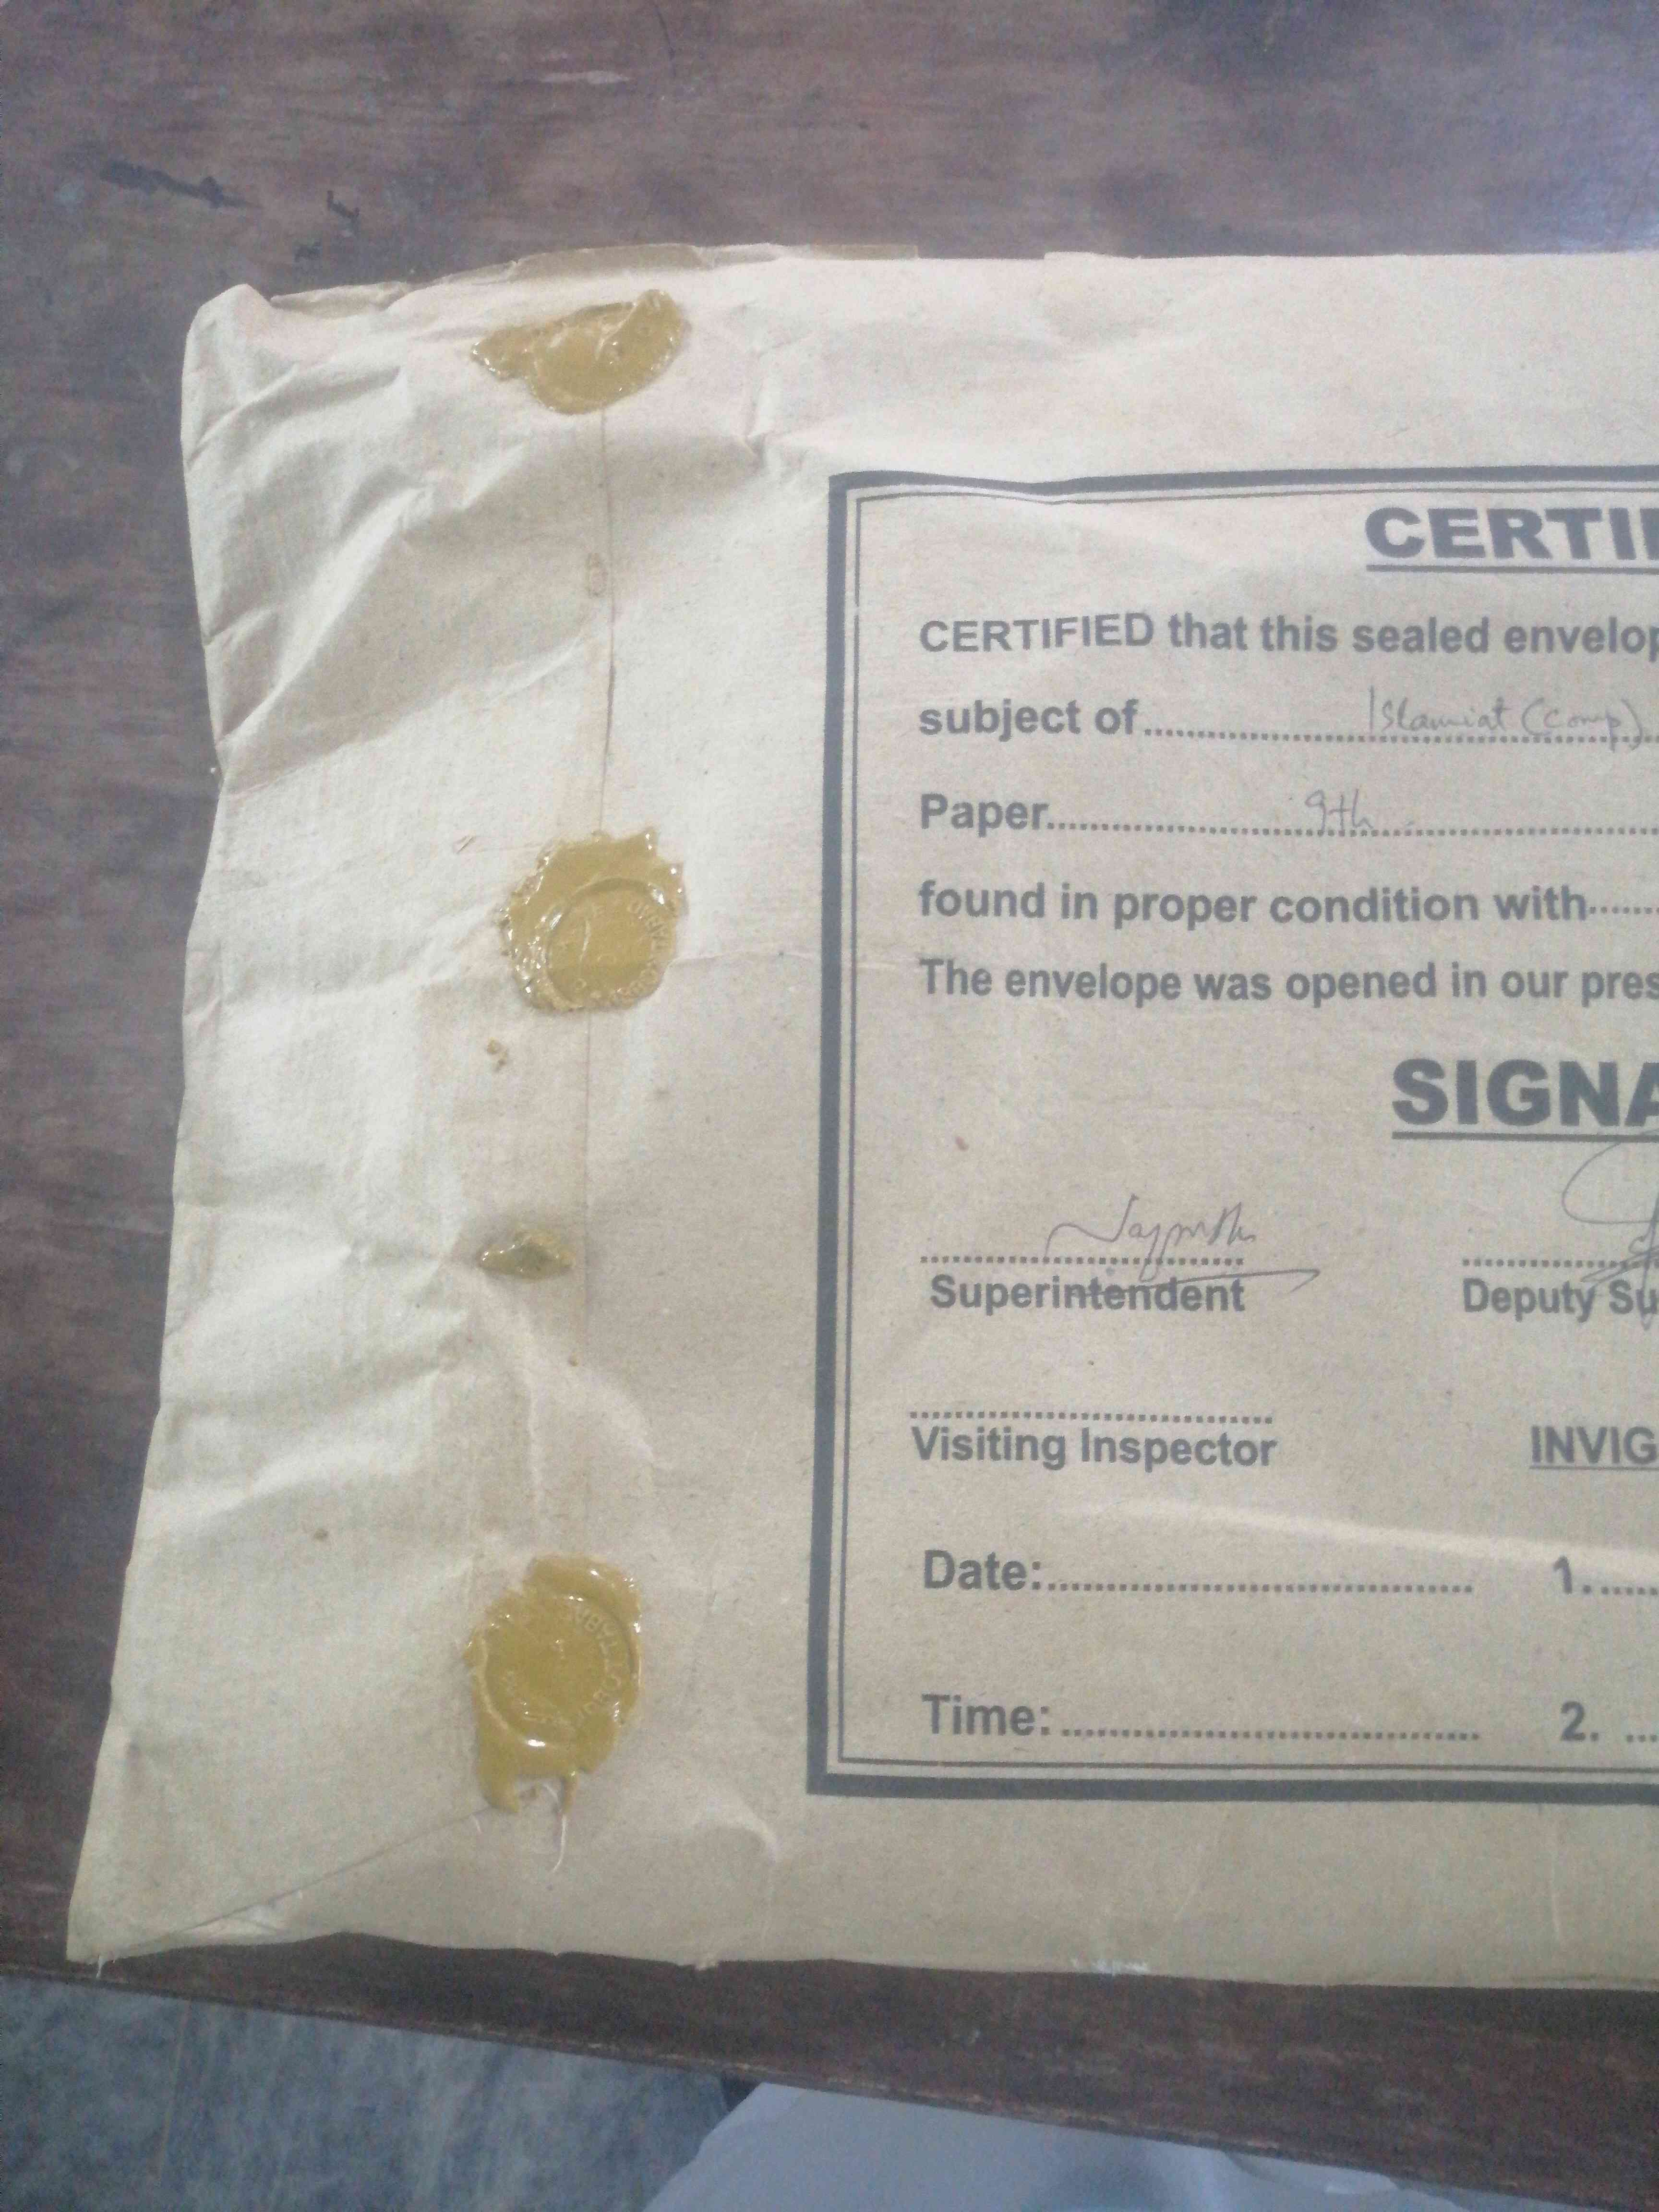 CERTI
CERTIFIED that this sealed envelop
subject of Islamiat (Comp)
Paper 9th
found in proper condition with
The envelope was opened in our pres
SIGNA
Superintendent Deputy Su
Visiting Inspector INVIG
Date: 1.
Time: 2.